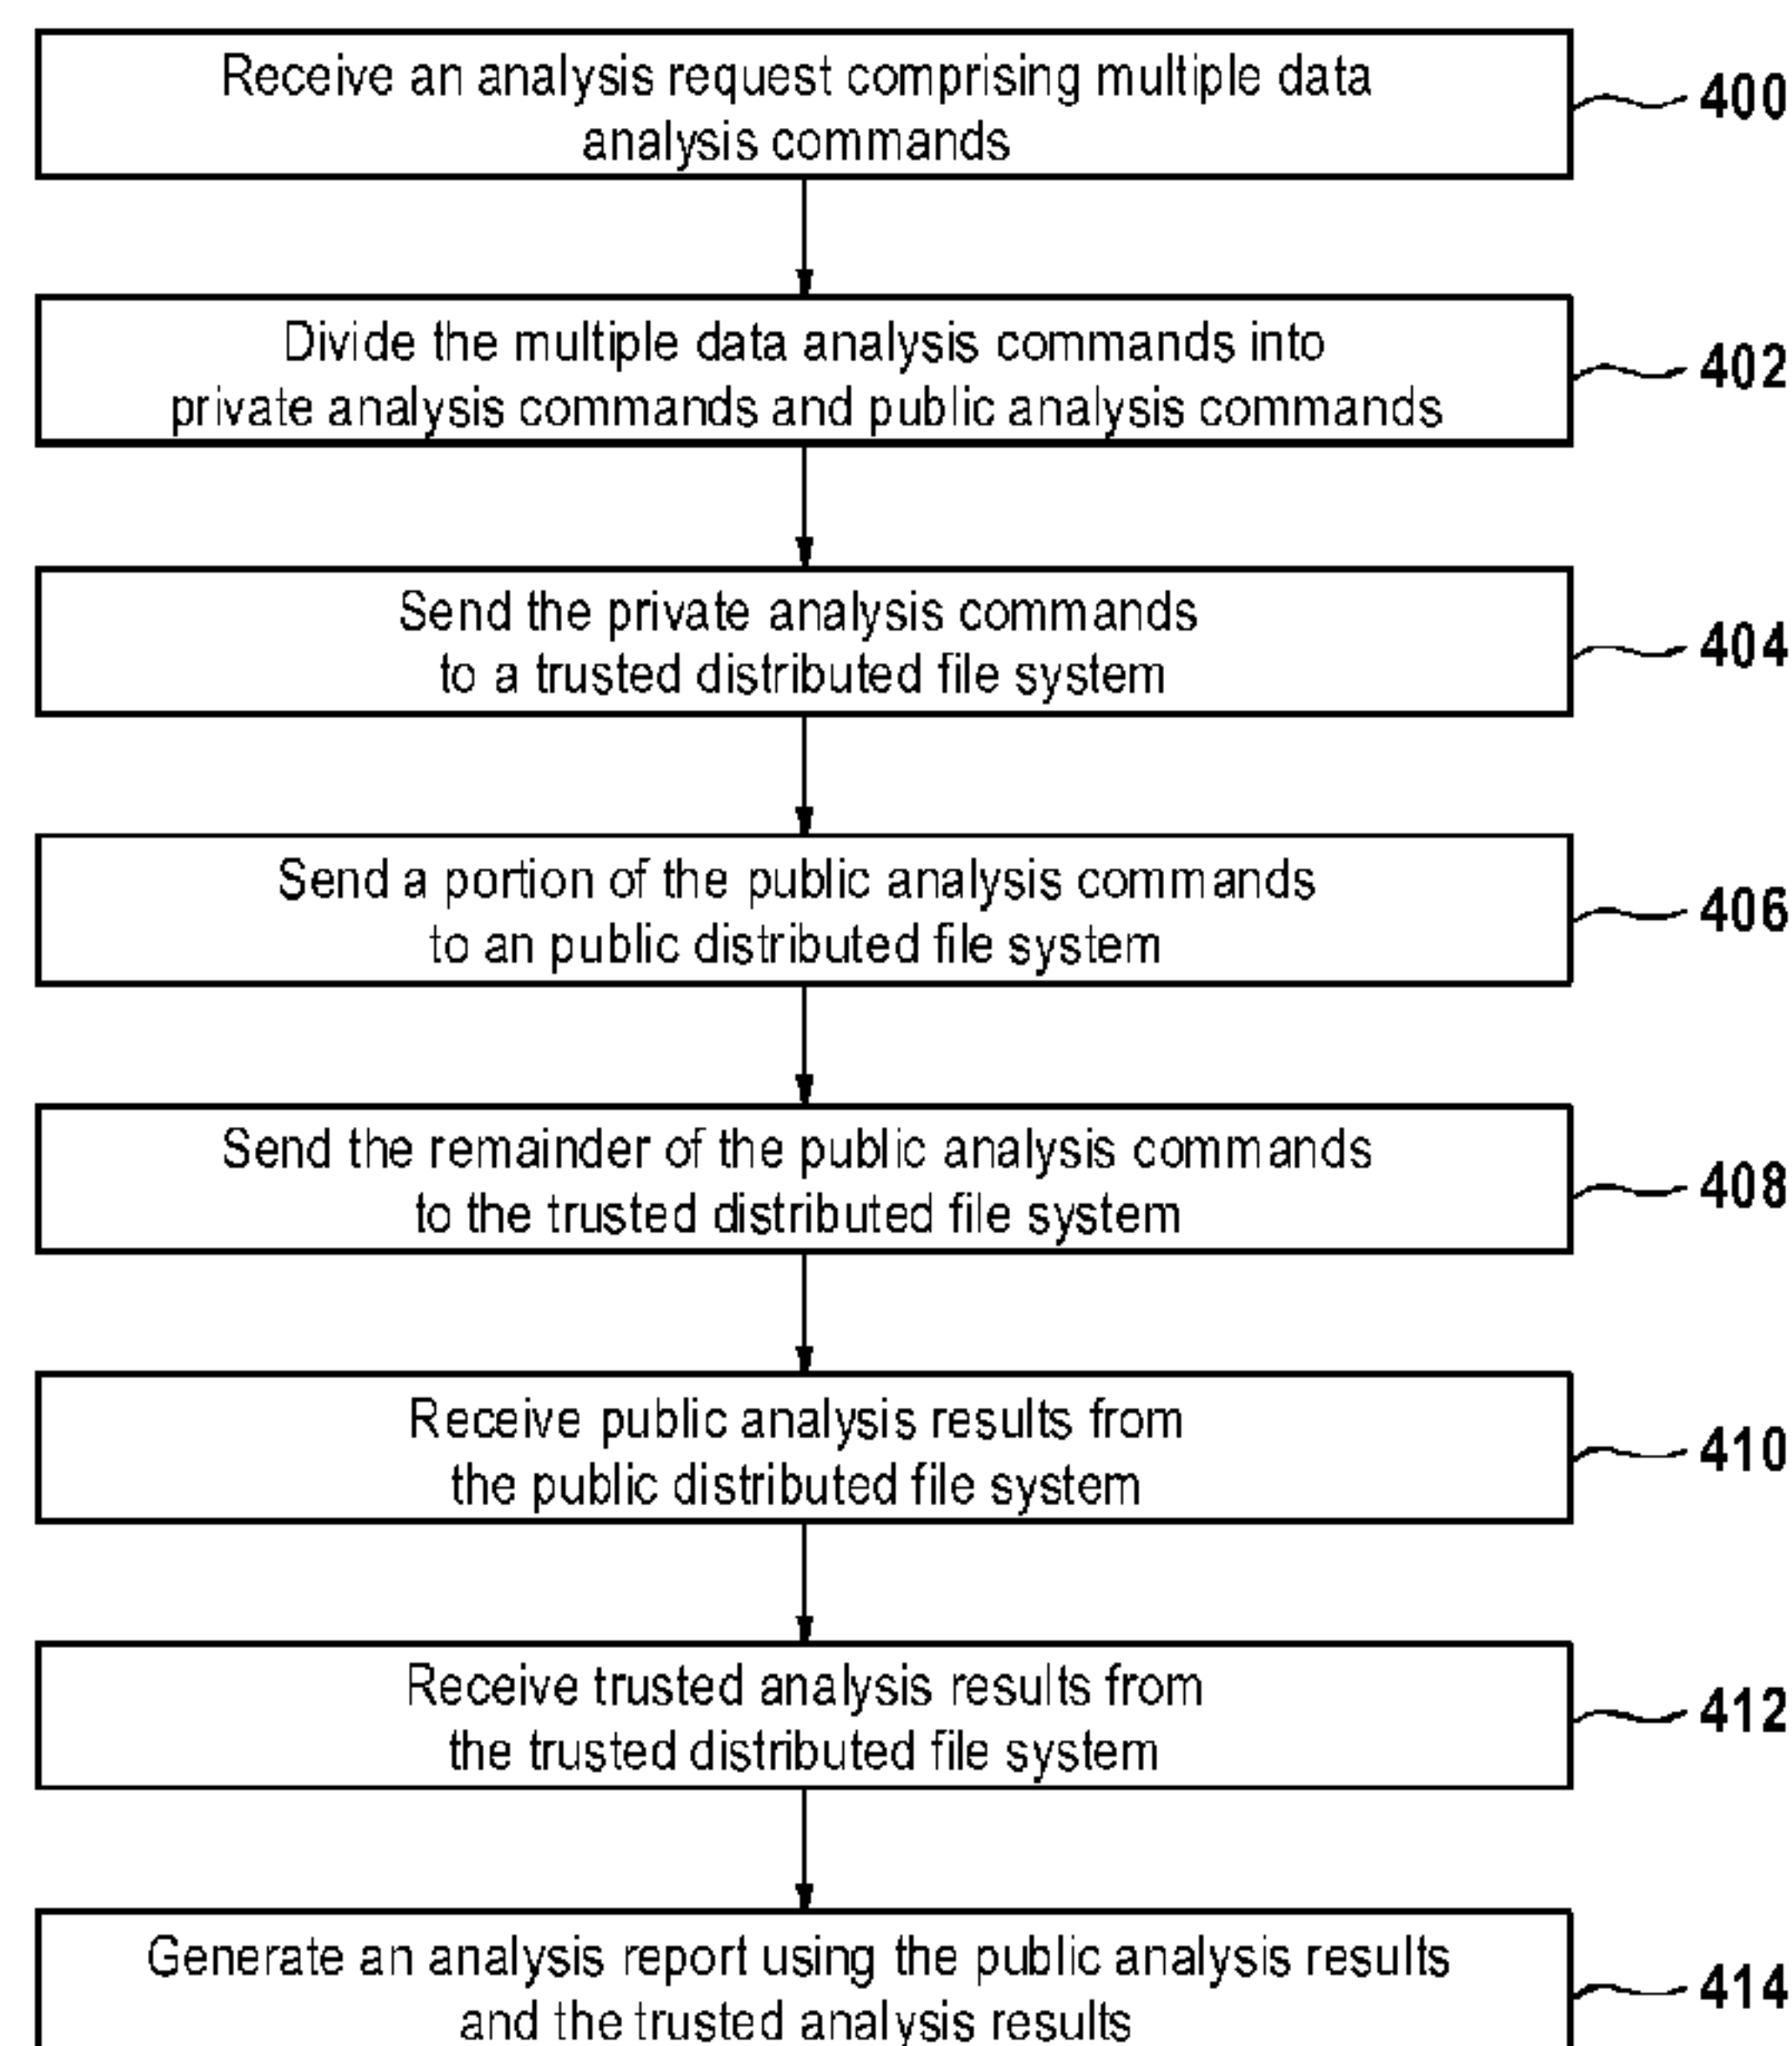 Receive an analysis request comprising multiple data
analysis commands
400
Divide the multiple data analysis commands into
private analysis commands and public analysis commands
402
Send the private analysis commands
to a trusted distributed file system
404
Send a portion of the public analysis commands
to an public distributed file system
406
Send the remainder of the public analysis commands
to the trusted distributed file system
408
Receive public analysis results from
the public distributed file system
410
Receive trusted analysis results from
the trusted distributed file system
412
Generate an analysis report using the public analysis results
and the trusted analysis results
414